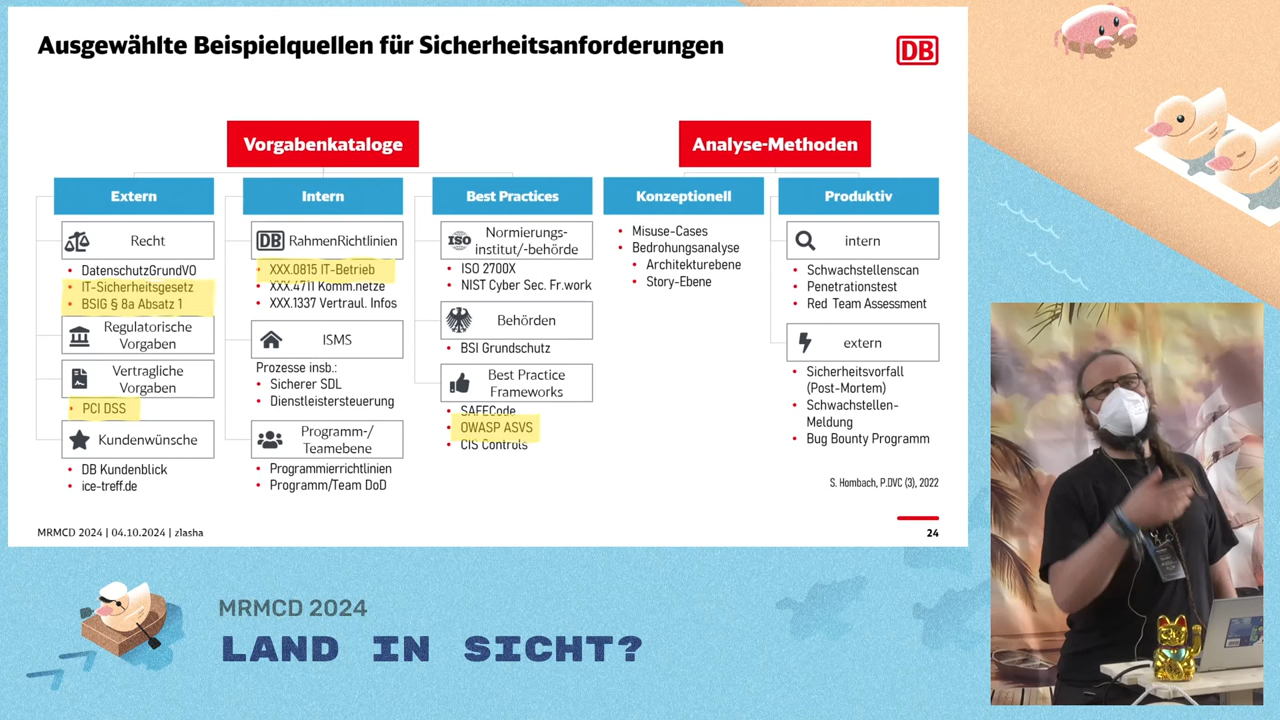 Ausgewählte Beispielquellen für Sicherheitsanforderungen
DB
Vorgabenkataloge
Analyse-Methoden
Extern
Intern
Best Practices
Konzeptionell
Produktiv
Recht
• DatenschutzGrundVO
• IT-Sicherheitsgesetz
• BSIG § 8a Absatz 1
Regulatorische
Vorgaben
Vertragliche
Vorgaben
• PCI DSS
Kundenwünsche
• DB Kundenblick
• ice-treff.de
DB RahmenRichtlinien
• XXX.0815 IT-Betrieb
• XXX.4711 Komm.netze
• XXX.1337 Vertraul. Infos
ISMS
Prozesse insb.:
• Sicherer SDL
• Dienstleistersteuerung
Programm-/
Teamebene
• Programmierrichtlinien
• Programm/Team DoD
ISO
Normierungs-
institut/-behörde
• ISO 2700X
• NIST Cyber Sec. Fr.work
Behörden
• BSI Grundschutz
Best Practice
Frameworks
• SAFECode
• OWASP ASVS
• CIS Controls
• Misuse-Cases
• Bedrohungsanalyse
• Architekturebene
• Story-Ebene
intern
• Schwachstellenscan
• Penetrationstest
• Red Team Assessment
extern
• Sicherheitsvorfall
(Post-Mortem)
• Schwachstellen-
Meldung
• Bug Bounty Programm
S. Hombach, P.DVC (3), 2022
MRMCD 2024 | 04.10.2024 | zlasha
24
MRMCD 2024
LAND IN SICHT?